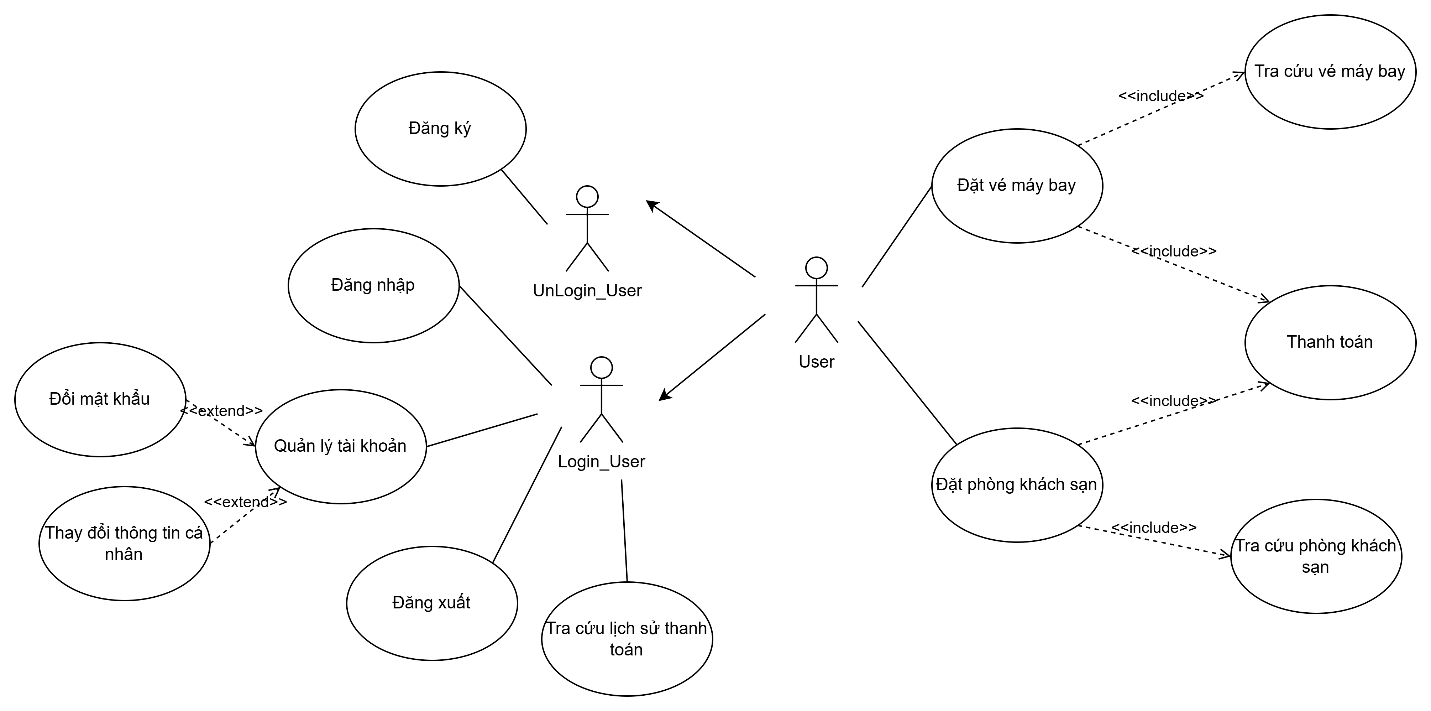 Tra cứu vé máy bay
<<include>>
Đăng ký
Đặt vé máy bay
<<include>>
UnLogin_User
Đăng nhập
User
Thanh toán
Đổi mật khẩu
<<extend>>
<<include>>
Quản lý tài khoản
Login_User
Đặt phòng khách sạn
<<extend>>
<<include>>
Thay đổi thông tin cá
nhân
Tra cứu phòng khách
sạn
Đăng xuất
Tra cứu lịch sử thanh
toán